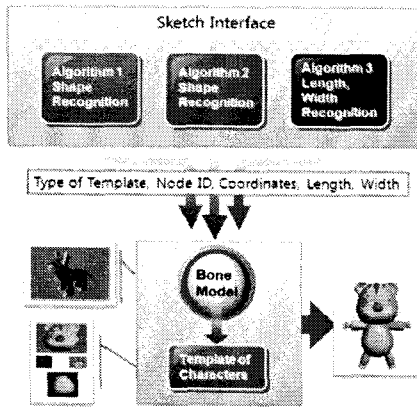 Sketch Interface
Algorithm 1
Shape
Recognition
Algorithm 2
Shape
Recognition
Algorithm 3
Length,
Width
Recognition
Type of Template, Node ID, Coordinates, Length, Width
Bone
Model
Template of
Characters